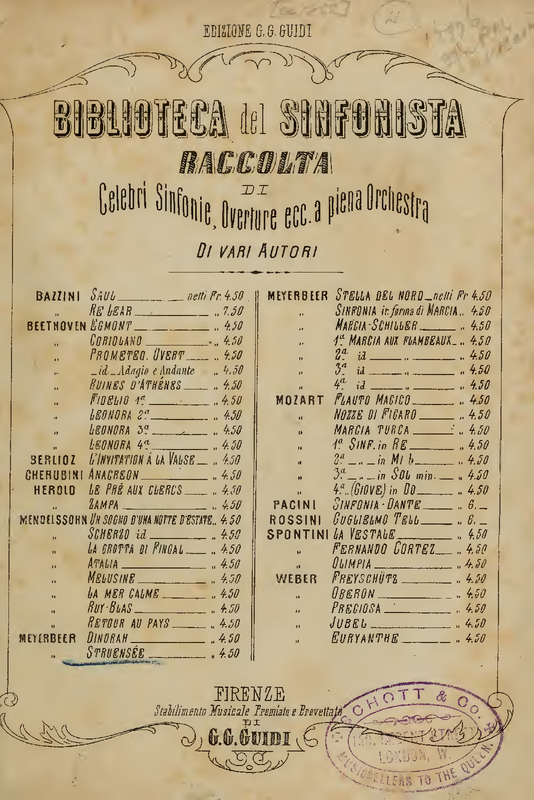 EDIZIONE G. G. GUIDI
BIBLIOTECA del SINFONISTA
RACCOLTA
DI
Celebri Sinfonie, Overture ecc. a piena Orchestra
DI VARI AUTORI
BAZZINI SAUL netti Fr. 4.50
„ RE LEAR „ 7.50
BEETHOVEN EGMONT „ 4.50
„ CORIOLANO „ 4.50
„ PROMETEO. OVERT „ 4.50
„ id Adagio e Andante „ 4.50
„ RUINES D'ATHÈNES „ 4.50
„ FIDELIO 1ª „ 4.50
„ LEONORA 2ª „ 4.50
„ LEONORA 3ª „ 4.50
„ LEONORA 4ª „ 4.50
BERLIOZ L'INVITATION À LA VALSE „ 4.50
CHERUBINI ANACREON „ 4.50
HEROLD LE PRÉ AUX CLERCS „ 4.50
„ ZAMPA „ 4.50
MENDELSSOHN UN SOGNO D'UNA NOTTE D'ESTATE „ 4.50
„ SCHERZO id „ 4.50
„ LA GROTTA DI FINGAL „ 4.50
„ ATALIA „ 4.50
„ MELUSINE „ 4.50
„ LA MER CALME „ 4.50
„ RUY-BLAS „ 4.50
„ RETOUR AU PAYS „ 4.50
MEYERBEER DINORAH „ 4.50
„ STRUENSÉE „ 4.50
MEYERBEER STELLA DEL NORD netti Fr 4.50
„ SINFONIA in forma di MARCIA „ 4.50
„ MARCIA-SCHILLER „ 4.50
„ 1ª MARCIA AUX FLAMBEAUX „ 4.50
„ 2ª id „ „ 4.50
„ 3ª id „ „ 4.50
„ 4ª id „ „ 4.50
MOZART FLAUTO MAGICO „ 4.50
„ NOZZE DI FIGARO „ 4.50
„ MARCIA TURCA „ 4.50
„ 1ª SINF. in RE „ 4.50
„ 2ª „ in MI b „ 4.50
„ 3ª „ in SOL min. „ 4.50
„ 4ª (GIOVE) in DO „ 4.50
PACINI SINFONIA-DANTE „ 6. –
ROSSINI GUGLIELMO TELL „ 6. –
SPONTINI LA VESTALE „ 4.50
„ FERNANDO CORTEZ „ 4.50
„ OLIMPIA „ 4.50
WEBER FREYSCHÜTZ „ 4.50
„ OBERON „ 4.50
„ PRECIOSA „ 4.50
„ JUBEL „ 4.50
„ EURYANTHE „ 4.50
FIRENZE
Stabilimento Musicale Premiato e Brevettato
DI
G. G. GUIDI
SCHOTT & CO.
REGENT STREET
LONDON, W.
MUSICSELLERS TO THE QUEEN